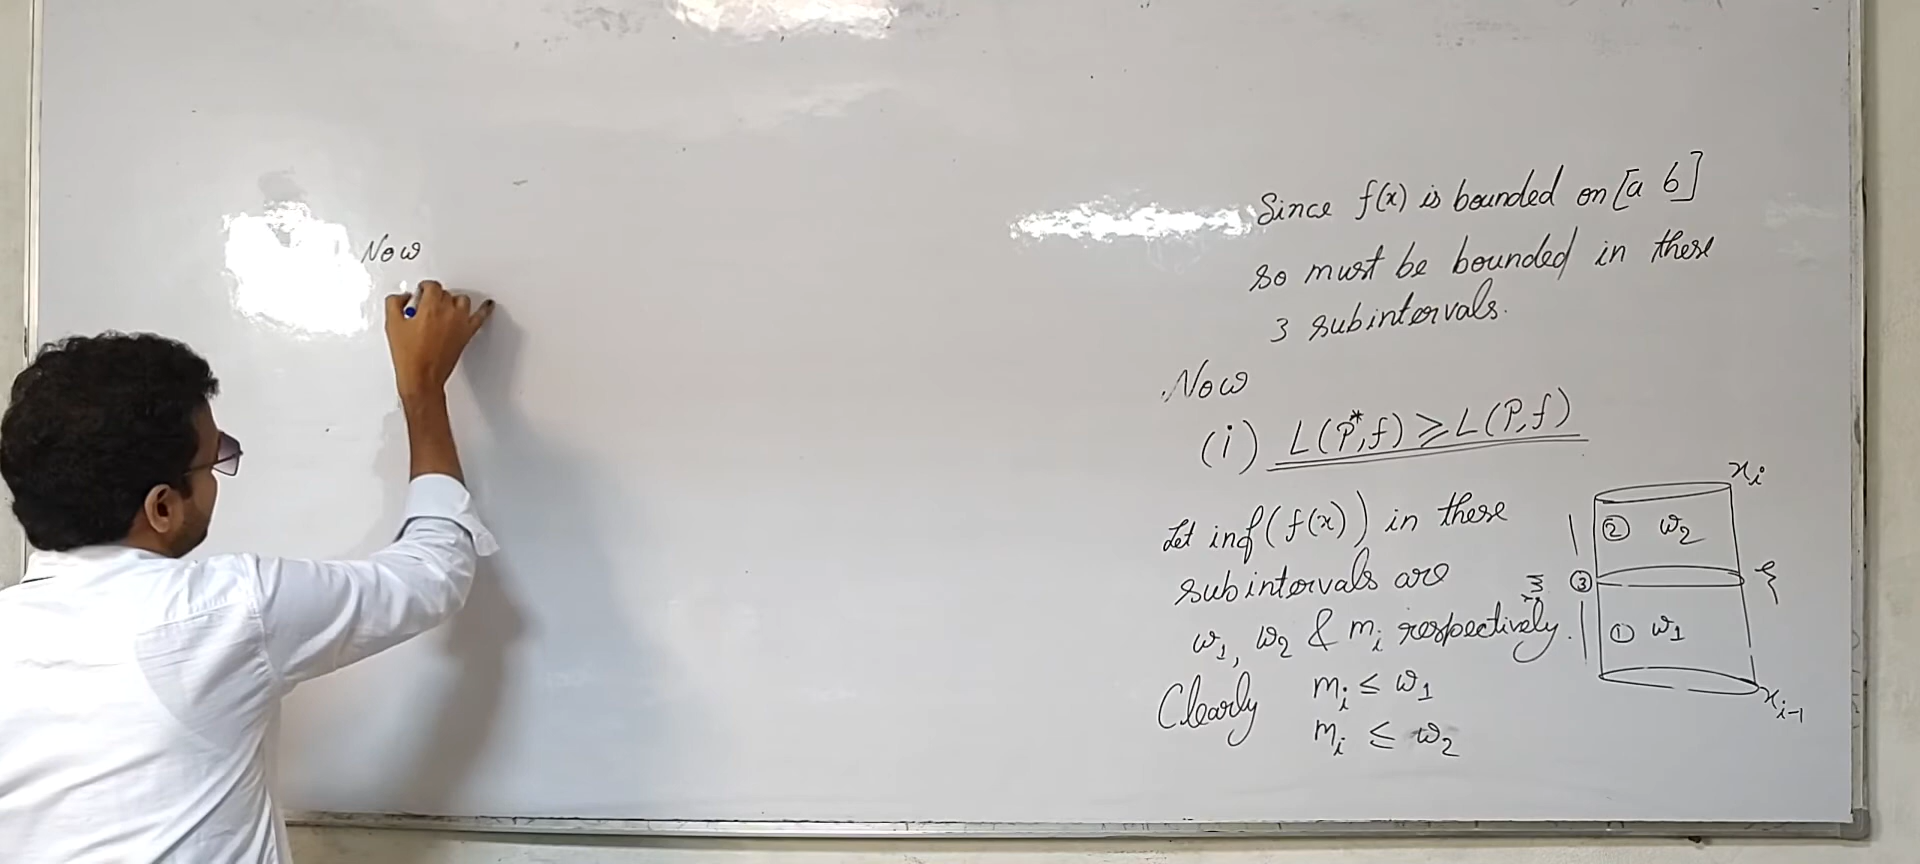 Now
Since f(x) is bounded on [a b]
so must be bounded in these
3 subintervals.
Now
(i) L(P*,f) ≥ L(P,f)
Let inf(f(x)) in these
subintervals are
ω₁, ω₂ & mᵢ respectively.
Clearly mᵢ ≤ ω₁
mᵢ ≤ ω₂
xᵢ
② ω₂
③
ξ
① ω₁
xᵢ₋₁